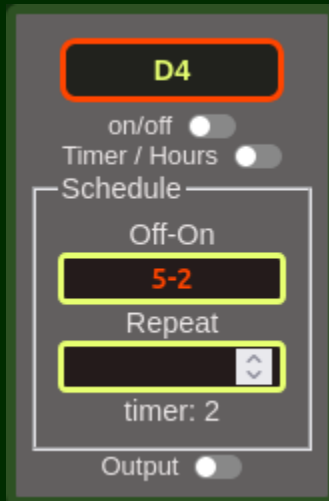 D4
on/off
Timer / Hours
Schedule
Off-On
5-2
Repeat
timer: 2
Output